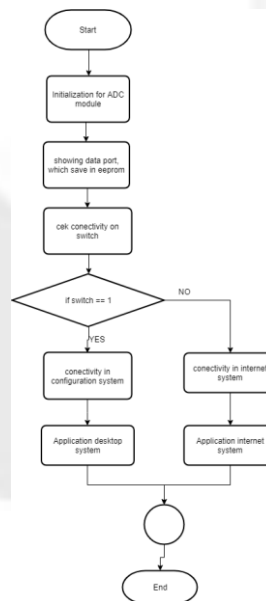 Start
Initialization for ADC
module
showing data port,
which save in eeprom
cek conectivity on
switch
if switch == 1
NO
YES
conectivity in
configuration system
conectivity in internet
system
Application desktop
system
Application internet
system
End